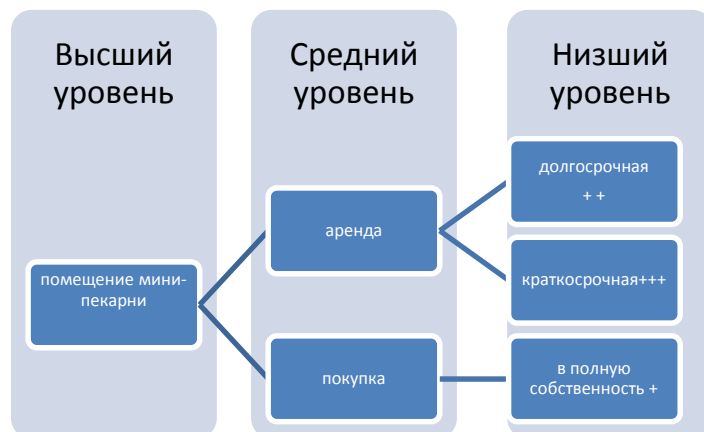 Высший
уровень
помещение мини-
пекарни
Средний
уровень
аренда
покупка
Низший
уровень
долгосрочная
+ +
краткосрочная+++
в полную
собственность +